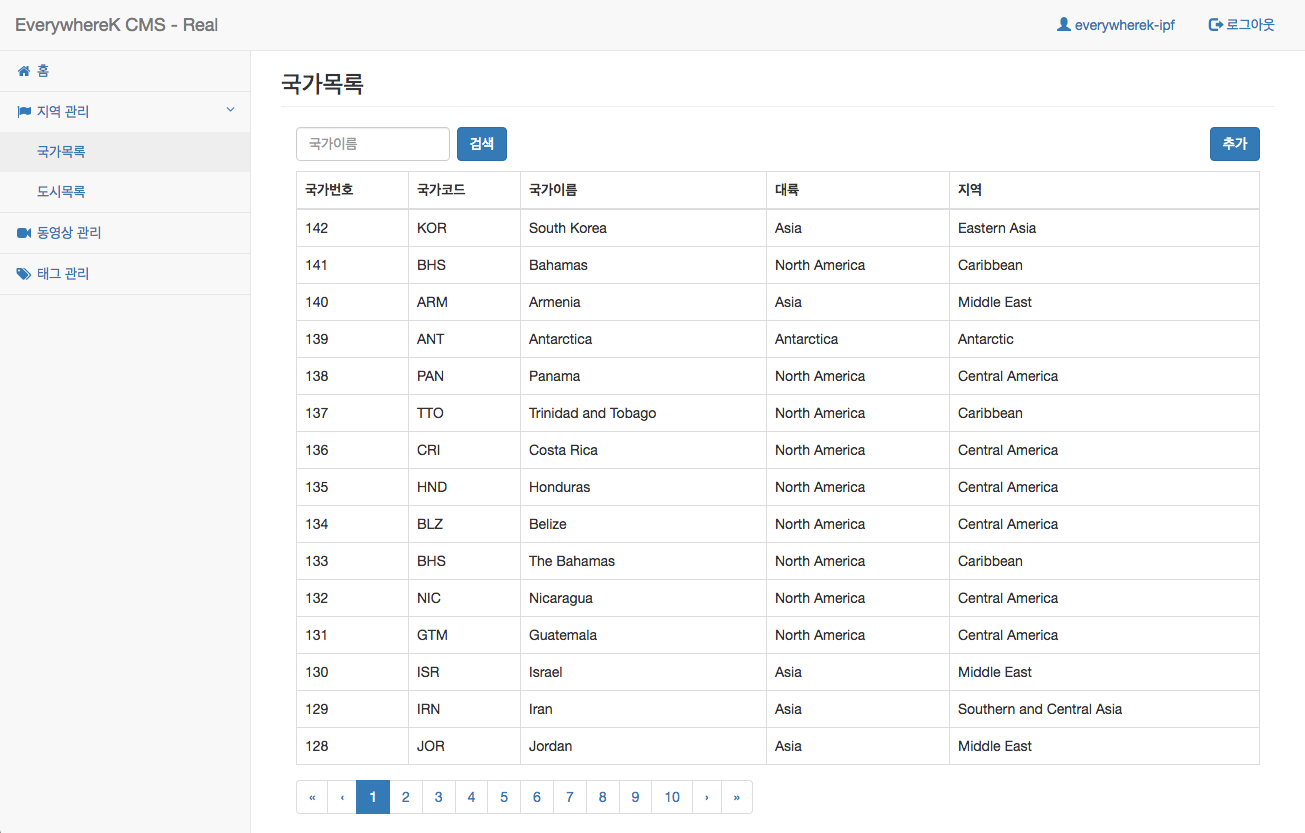 EverywhereK CMS - Real
everywherek-ipf 로그아웃
홈
지역 관리
국가목록
도시목록
동영상 관리
태그 관리
국가목록
국가이름 검색 추가
국가번호 국가코드 국가이름 대륙 지역
142 KOR South Korea Asia Eastern Asia
141 BHS Bahamas North America Caribbean
140 ARM Armenia Asia Middle East
139 ANT Antarctica Antarctica Antarctic
138 PAN Panama North America Central America
137 TTO Trinidad and Tobago North America Caribbean
136 CRI Costa Rica North America Central America
135 HND Honduras North America Central America
134 BLZ Belize North America Central America
133 BHS The Bahamas North America Caribbean
132 NIC Nicaragua North America Central America
131 GTM Guatemala North America Central America
130 ISR Israel Asia Middle East
129 IRN Iran Asia Southern and Central Asia
128 JOR Jordan Asia Middle East
« ‹ 1 2 3 4 5 6 7 8 9 10 › »